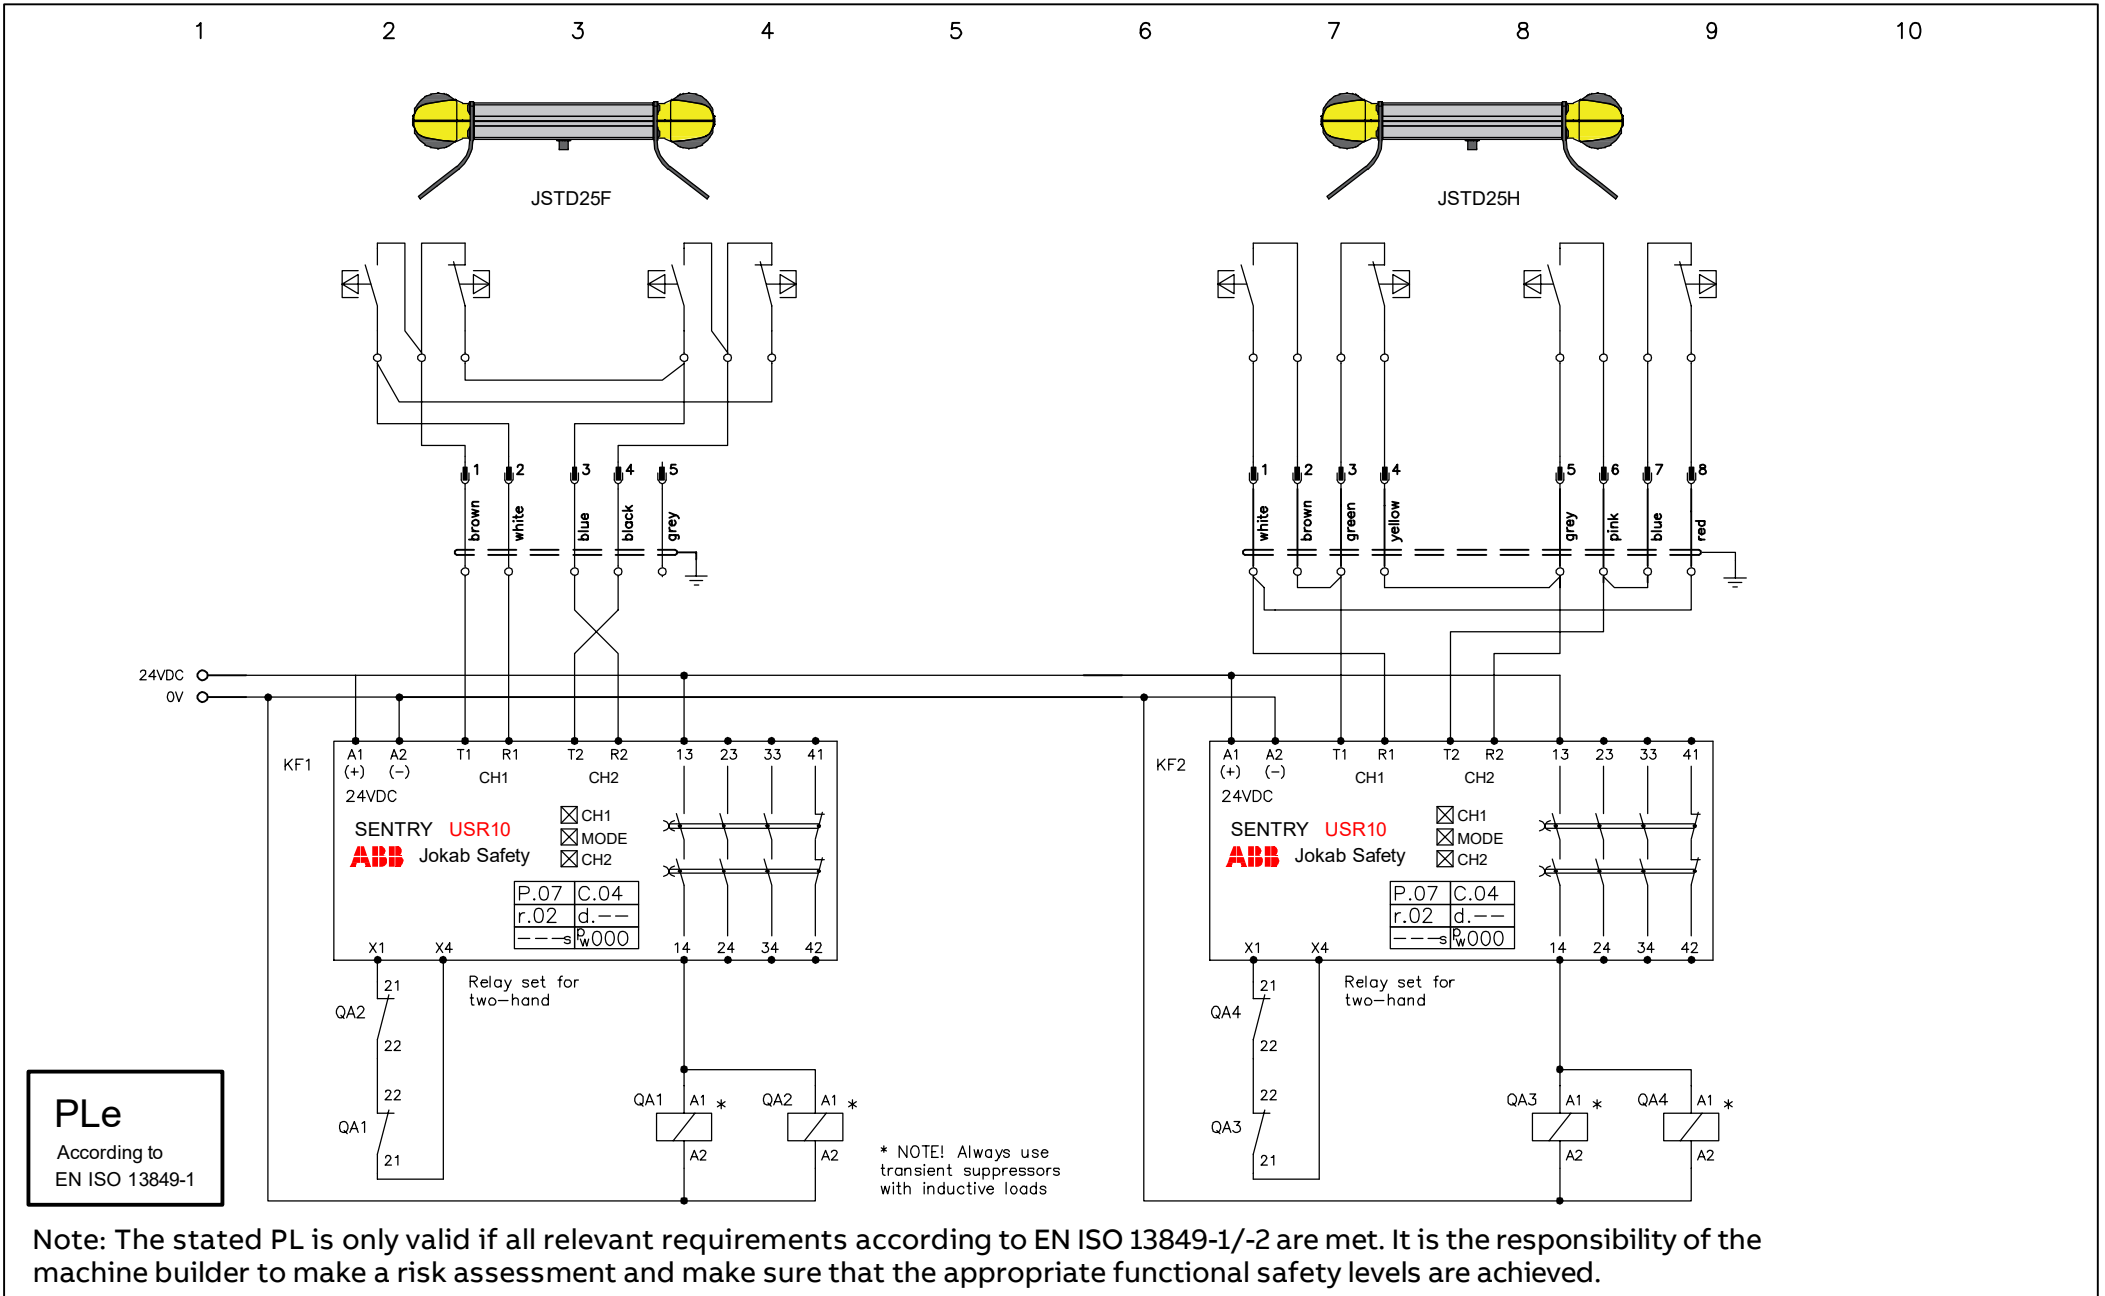 1 2 3 4 5 6 7 8 9 10
JSTD25F JSTD25H
1 2 3 4 5 1 2 3 4 5 6 7 8
brown white blue black grey white brown green yellow grey pink blue red
24VDC
0V
KF1 A1 A2 T1 R1 T2 R2 13 23 33 41
(+) (-) CH1 CH2
24VDC
CH1
SENTRY USR10
MODE
ABB Jokab Safety
CH2
P.07 C.04
r.02 d.--
---s Pw000
X1 X4 14 24 34 42
Relay set for
two-hand
21
QA2
22
22
QA1
21
QA1 A1 * QA2 A1 *
A2 A2
* NOTE! Always use
transient suppressors
with inductive loads
KF2 A1 A2 T1 R1 T2 R2 13 23 33 41
(+) (-) CH1 CH2
24VDC
CH1
SENTRY USR10
MODE
ABB Jokab Safety
CH2
P.07 C.04
r.02 d.--
---s Pw000
X1 X4 14 24 34 42
Relay set for
two-hand
21
QA4
22
22
QA3
21
QA3 A1 * QA4 A1 *
A2 A2
PLe
According to
EN ISO 13849-1
Note: The stated PL is only valid if all relevant requirements according to EN ISO 13849-1/-2 are met. It is the responsibility of the
machine builder to make a risk assessment and make sure that the appropriate functional safety levels are achieved.